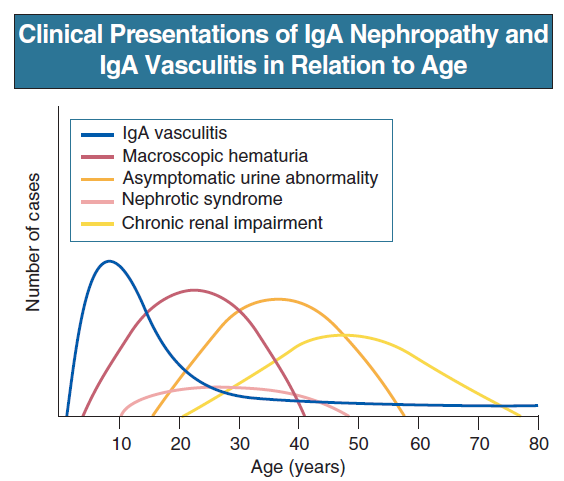 Clinical Presentations of IgA Nephropathy and
IgA Vasculitis in Relation to Age
IgA vasculitis
Macroscopic hematuria
Asymptomatic urine abnormality
Nephrotic syndrome
Chronic renal impairment
Number of cases
10 20 30 40 50 60 70 80
Age (years)